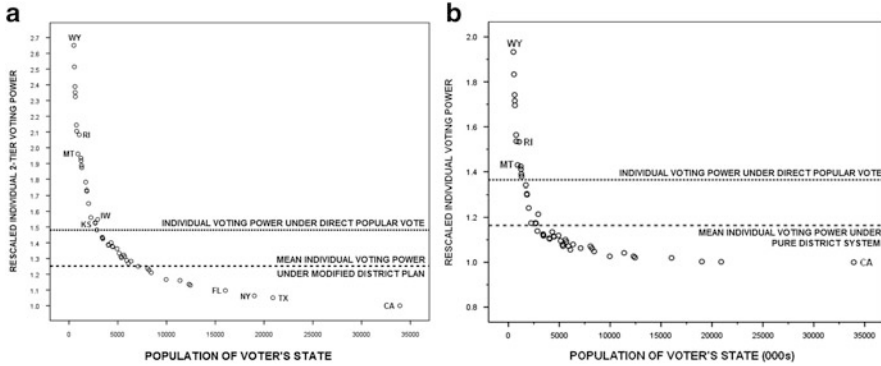 a
RESCALED INDIVIDUAL 2-TIER VOTING POWER
2.7
2.6
2.5
2.4
2.3
2.2
2.1
2.0
1.9
1.8
1.7
1.6
1.5
1.4
1.3
1.2
1.1
1.0
WY
RI
MT
IW
KS
INDIVIDUAL VOTING POWER UNDER DIRECT POPULAR VOTE
MEAN INDIVIDUAL VOTING POWER
UNDER MODIFIED DISTRICT PLAN
FL
NY
TX
CA
0 5000 10000 15000 20000 25000 30000 35000
POPULATION OF VOTER'S STATE
b
RESCALED INDIVIDUAL VOTING POWER
2.0
1.8
1.6
1.4
1.2
1.0
0.8
WY
RI
MT
INDIVIDUAL VOTING POWER UNDER DIRECT POPULAR VOTE
MEAN INDIVIDUAL VOTING POWER UNDER
PURE DISTRICT SYSTEM
CA
0 5000 10000 15000 20000 25000 30000 35000
POPULATION OF VOTER'S STATE (000s)